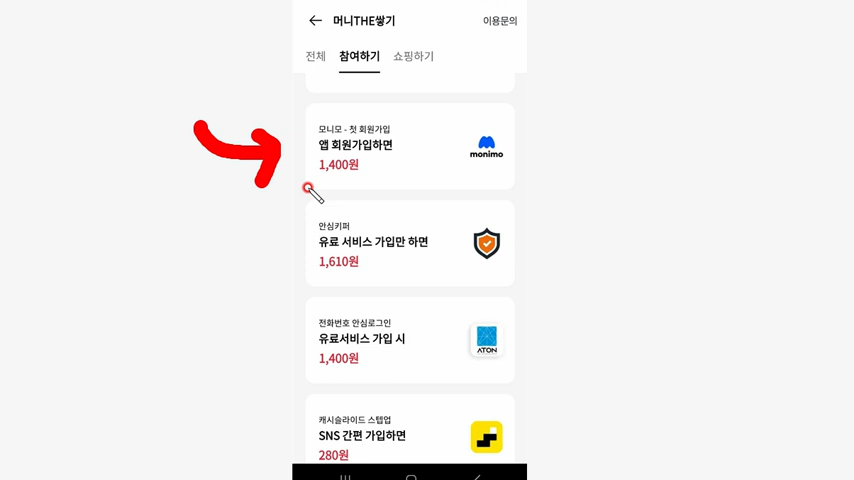 머니THE쌓기
이용문의
전체 참여하기 쇼핑하기
모니모 - 첫 회원가입
앱 회원가입하면
1,400원
monimo
안심키퍼
유료 서비스 가입만 하면
1,610원
전화번호 안심로그인
유료서비스 가입 시
1,400원
ATON
캐시슬라이드 스텝업
SNS 간편 가입하면
280원